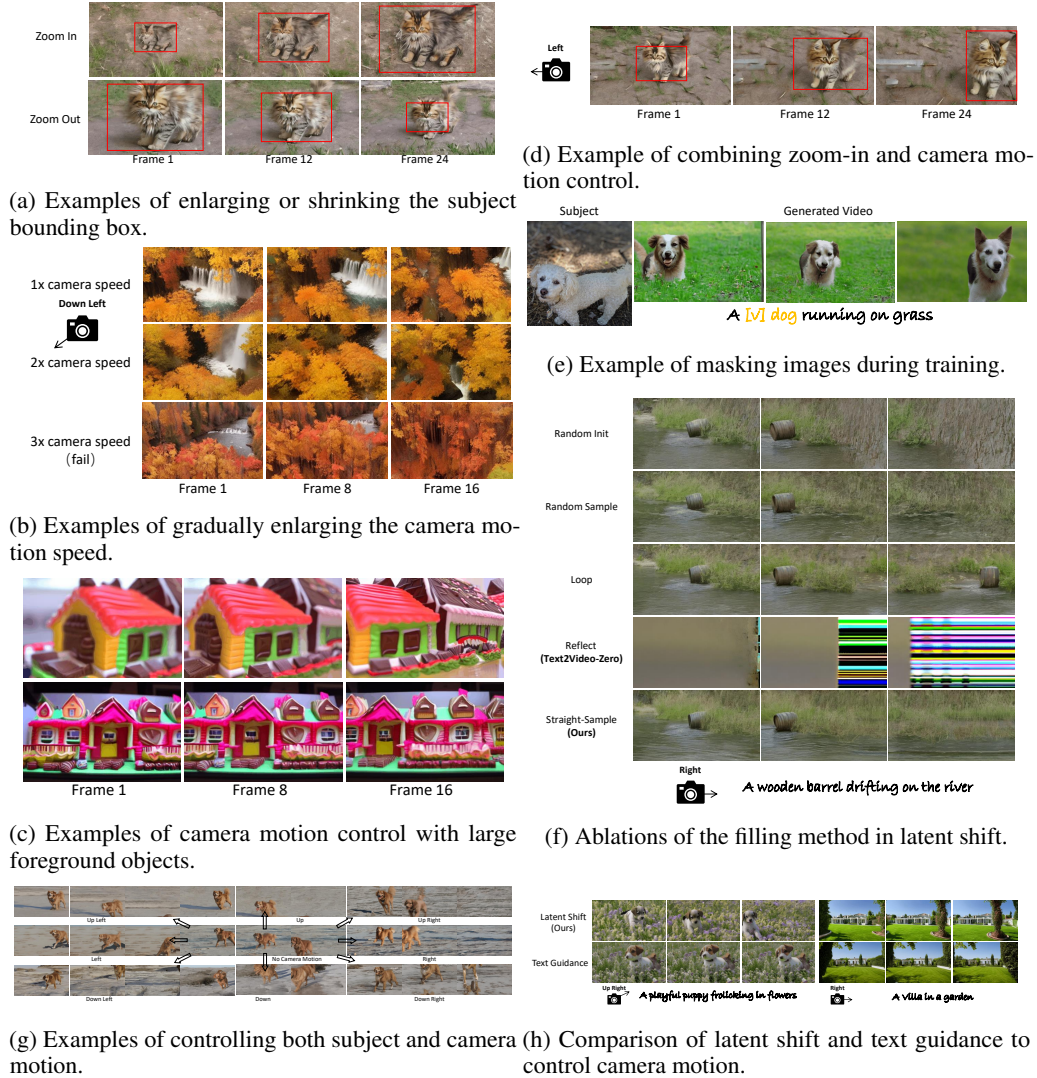 Zoom In
Zoom Out
Frame 1
Frame 12
Frame 24
(a) Examples of enlarging or shrinking the subject
bounding box.
1x camera speed
Down Left
2x camera speed
3x camera speed
(fail)
Frame 1
Frame 8
Frame 16
(b) Examples of gradually enlarging the camera mo-
tion speed.
Frame 1
Frame 8
Frame 16
(c) Examples of camera motion control with large
foreground objects.
Up Left
Up
Up Right
Left
No Camera Motion
Right
Down Left
Down
Down Right
(g) Examples of controlling both subject and camera
motion.
Left
Frame 1
Frame 12
Frame 24
(d) Example of combining zoom-in and camera mo-
tion control.
Subject
Generated Video
A [V] dog running on grass
(e) Example of masking images during training.
Random Init
Random Sample
Loop
Reflect
(Text2Video-Zero)
Straight-Sample
(Ours)
Right
A wooden barrel drifting on the river
(f) Ablations of the filling method in latent shift.
Latent Shift
(Ours)
Text Guidance
Up Right
A playful puppy frolicking in flowers
Right
A villa in a garden
(h) Comparison of latent shift and text guidance to
control camera motion.